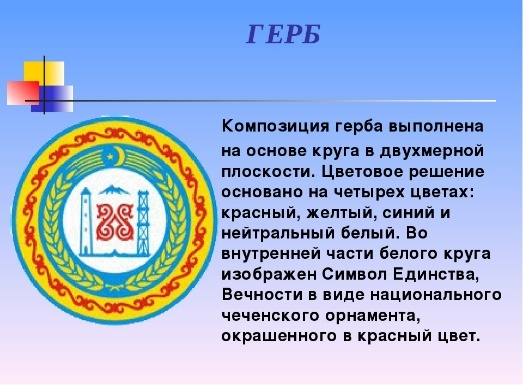 ГЕРБ
Композиция герба выполнена
на основе круга в двухмерной
плоскости. Цветовое решение
основано на четырех цветах:
красный, желтый, синий и
нейтральный белый. Во
внутренней части белого круга
изображен Символ Единства,
Вечности в виде национального
чеченского орнамента,
окрашенного в красный цвет.